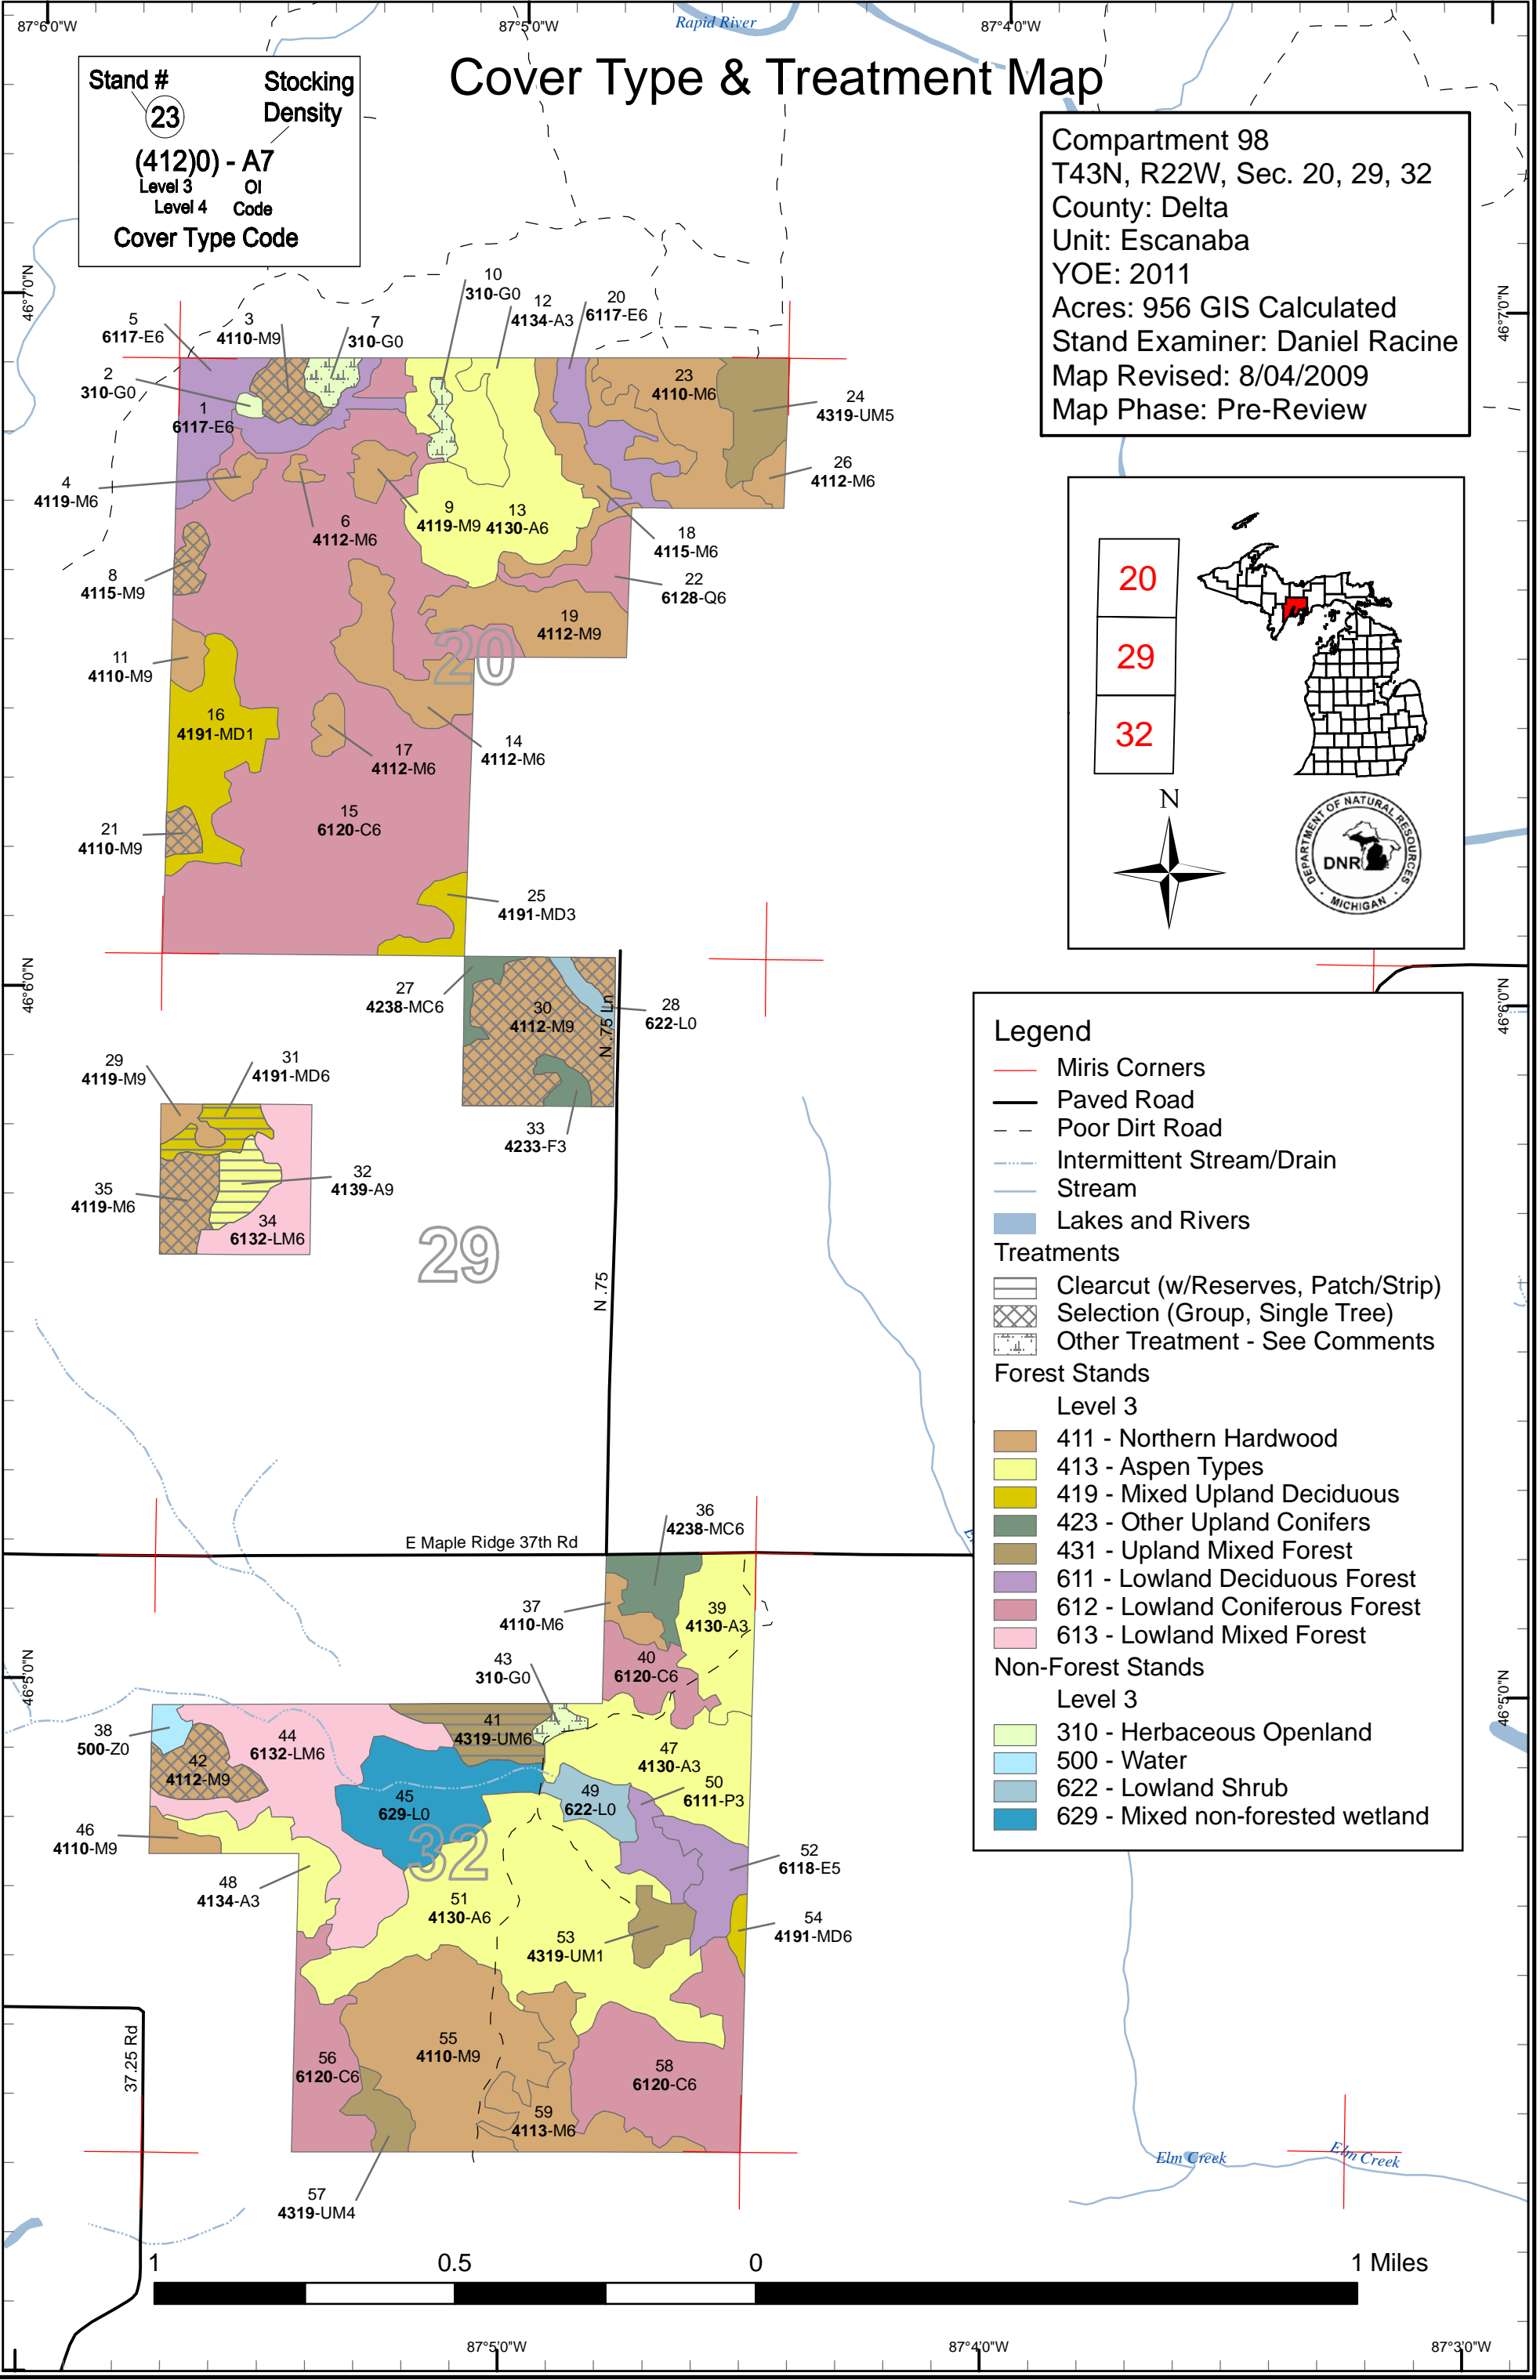 87°6'0"W
87°5'0"W
Rapid River
87°4'0"W
Cover Type & Treatment Map
Stand #
Stocking
Density
23
(412)0) - A7
Level 3
OI
Level 4
Code
Cover Type Code
Compartment 98
T43N, R22W, Sec. 20, 29, 32
County: Delta
Unit: Escanaba
YOE: 2011
Acres: 956 GIS Calculated
Stand Examiner: Daniel Racine
Map Revised: 8/04/2009
Map Phase: Pre-Review
46°7'0"N
46°7'0"N
5
6117-E6
3
4110-M9
7
310-G0
10
310-G0
12
4134-A3
20
6117-E6
2
310-G0
1
6117-E6
23
4110-M6
24
4319-UM5
4
4119-M6
26
4112-M6
6
4112-M6
9
4119-M9
13
4130-A6
18
4115-M6
8
4115-M9
22
6128-Q6
19
4112-M9
11
4110-M9
20
16
4191-MD1
17
4112-M6
14
4112-M6
15
6120-C6
21
4110-M9
25
4191-MD3
20
29
32
N
DEPARTMENT OF NATURAL RESOURCES
DNR
MICHIGAN
46°6'0"N
46°6'0"N
27
4238-MC6
30
4112-M9
28
622-L0
N .75 Ln
29
4119-M9
31
4191-MD6
33
4233-F3
32
4139-A9
35
4119-M6
34
6132-LM6
29
N .75
Legend
Miris Corners
Paved Road
Poor Dirt Road
Intermittent Stream/Drain
Stream
Lakes and Rivers
Treatments
Clearcut (w/Reserves, Patch/Strip)
Selection (Group, Single Tree)
Other Treatment - See Comments
Forest Stands
Level 3
411 - Northern Hardwood
413 - Aspen Types
419 - Mixed Upland Deciduous
423 - Other Upland Conifers
431 - Upland Mixed Forest
611 - Lowland Deciduous Forest
612 - Lowland Coniferous Forest
613 - Lowland Mixed Forest
Non-Forest Stands
Level 3
310 - Herbaceous Openland
500 - Water
622 - Lowland Shrub
629 - Mixed non-forested wetland
E Maple Ridge 37th Rd
36
4238-MC6
37
4110-M6
39
4130-A3
40
6120-C6
43
310-G0
46°5'0"N
46°5'0"N
38
500-Z0
44
6132-LM6
41
4319-UM6
42
4112-M9
47
4130-A3
45
629-L0
49
622-L0
50
6111-P3
46
4110-M9
32
52
6118-E5
48
4134-A3
51
4130-A6
53
4319-UM1
54
4191-MD6
55
4110-M9
56
6120-C6
58
6120-C6
59
4113-M6
37.25 Rd
57
4319-UM4
Elm Creek
Elm Creek
1
0.5
0
1 Miles
87°5'0"W
87°4'0"W
87°3'0"W